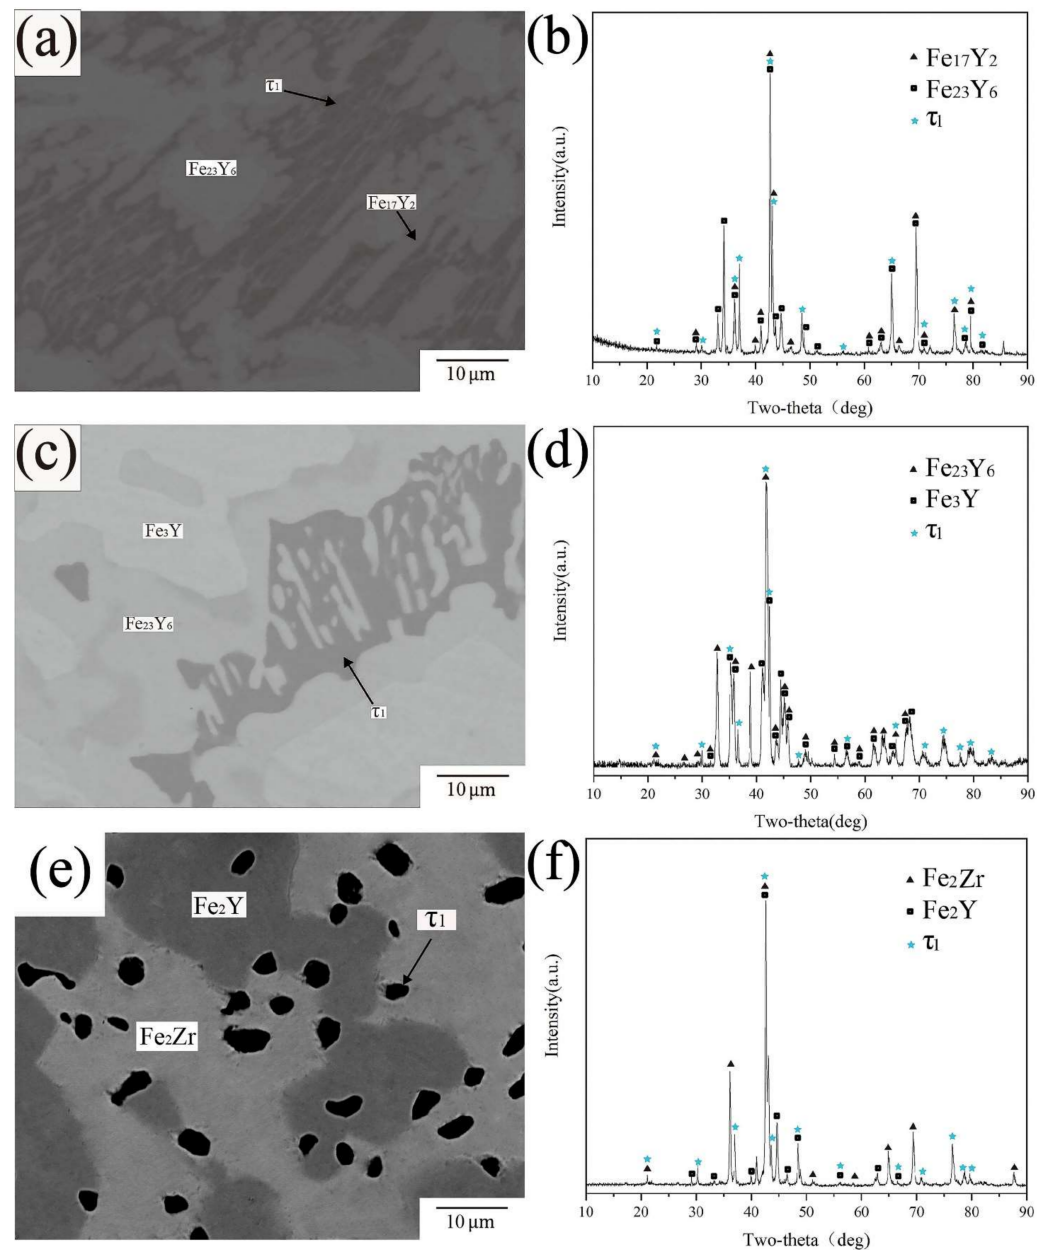 (a)
τ1
Fe23Y6
Fe17Y2
10 μm
(b)
Fe17Y2
Fe23Y6
τ1
Intensity(a.u.)
10 20 30 40 50 60 70 80 90
Two-theta（deg)
(c)
Fe3Y
Fe23Y6
τ1
10 μm
(d)
Fe23Y6
Fe3Y
τ1
Intensity(a.u.)
10 20 30 40 50 60 70 80 90
Two-theta(deg)
(e)
Fe2Y
τ1
Fe2Zr
10 μm
(f)
Fe2Zr
Fe2Y
τ1
Intensity(a.u.)
10 20 30 40 50 60 70 80 90
Two-theta（deg)